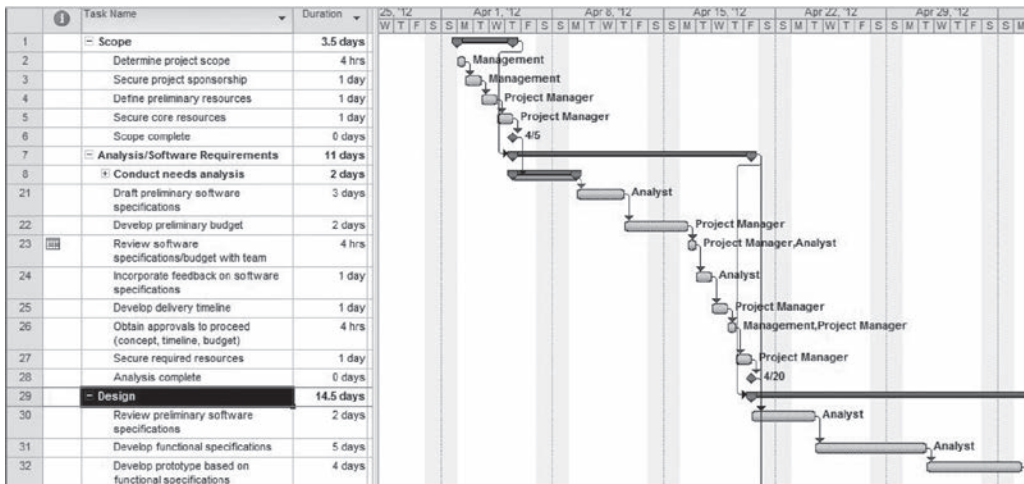 Task Name Duration 25, '12 Apr 1, '12 Apr 8, '12 Apr 15, '12 Apr 22, '12 Apr 29, '12
W T F S S M T W T F S S M T W T F S S M T W T F S S M T W T F S S M T W T F S S M
1 Scope 3.5 days
2 Determine project scope 4 hrs Management
3 Secure project sponsorship 1 day Management
4 Define preliminary resources 1 day Project Manager
5 Secure core resources 1 day Project Manager
6 Scope complete 0 days 4/5
7 Analysis/Software Requirements 11 days
8 Conduct needs analysis 2 days
21 Draft preliminary software 3 days Analyst
specifications
22 Develop preliminary budget 2 days Project Manager
23 Review software 4 hrs Project Manager,Analyst
specifications/budget with team
24 Incorporate feedback on software 1 day Analyst
specifications
25 Develop delivery timeline 1 day Project Manager
26 Obtain approvals to proceed 4 hrs Management,Project Manager
(concept, timeline, budget)
27 Secure required resources 1 day Project Manager
28 Analysis complete 0 days 4/20
29 Design 14.5 days
30 Review preliminary software 2 days Analyst
specifications
31 Develop functional specifications 5 days Analyst
32 Develop prototype based on 4 days
functional specifications